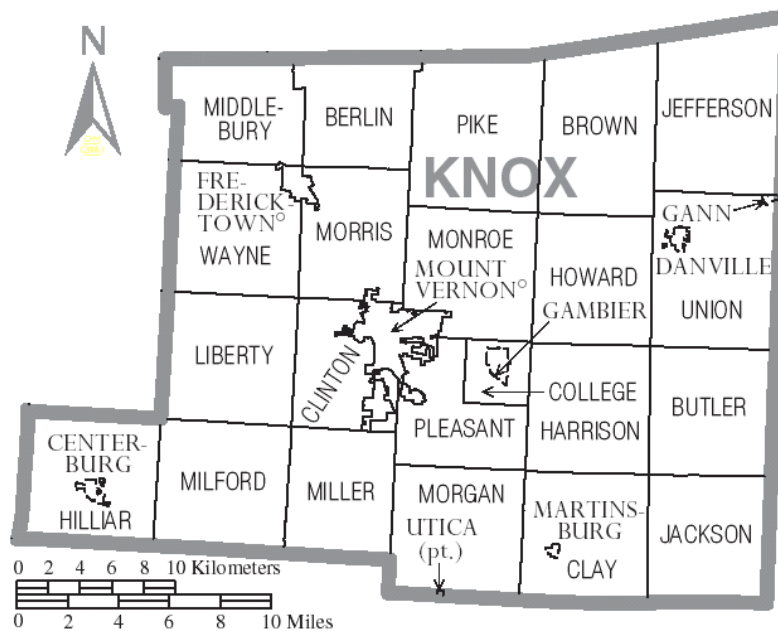 N
MIDDLE-
BURY
BERLIN
PIKE
BROWN
JEFFERSON
KNOX
FRE-
DERICK-
TOWN°
WAYNE
MORRIS
MONROE
MOUNT
VERNON°
HOWARD
GAMBIER
GANN
DANVILLE
UNION
LIBERTY
CLINTON
COLLEGE
PLEASANT
HARRISON
BUTLER
CENTER-
BURG
HILLIAR
MILFORD
MILLER
MORGAN
UTICA
(pt.)
MARTINS-
BURG
CLAY
JACKSON
0 2 4 6 8 10 Kilometers
0 2 4 6 8 10 Miles